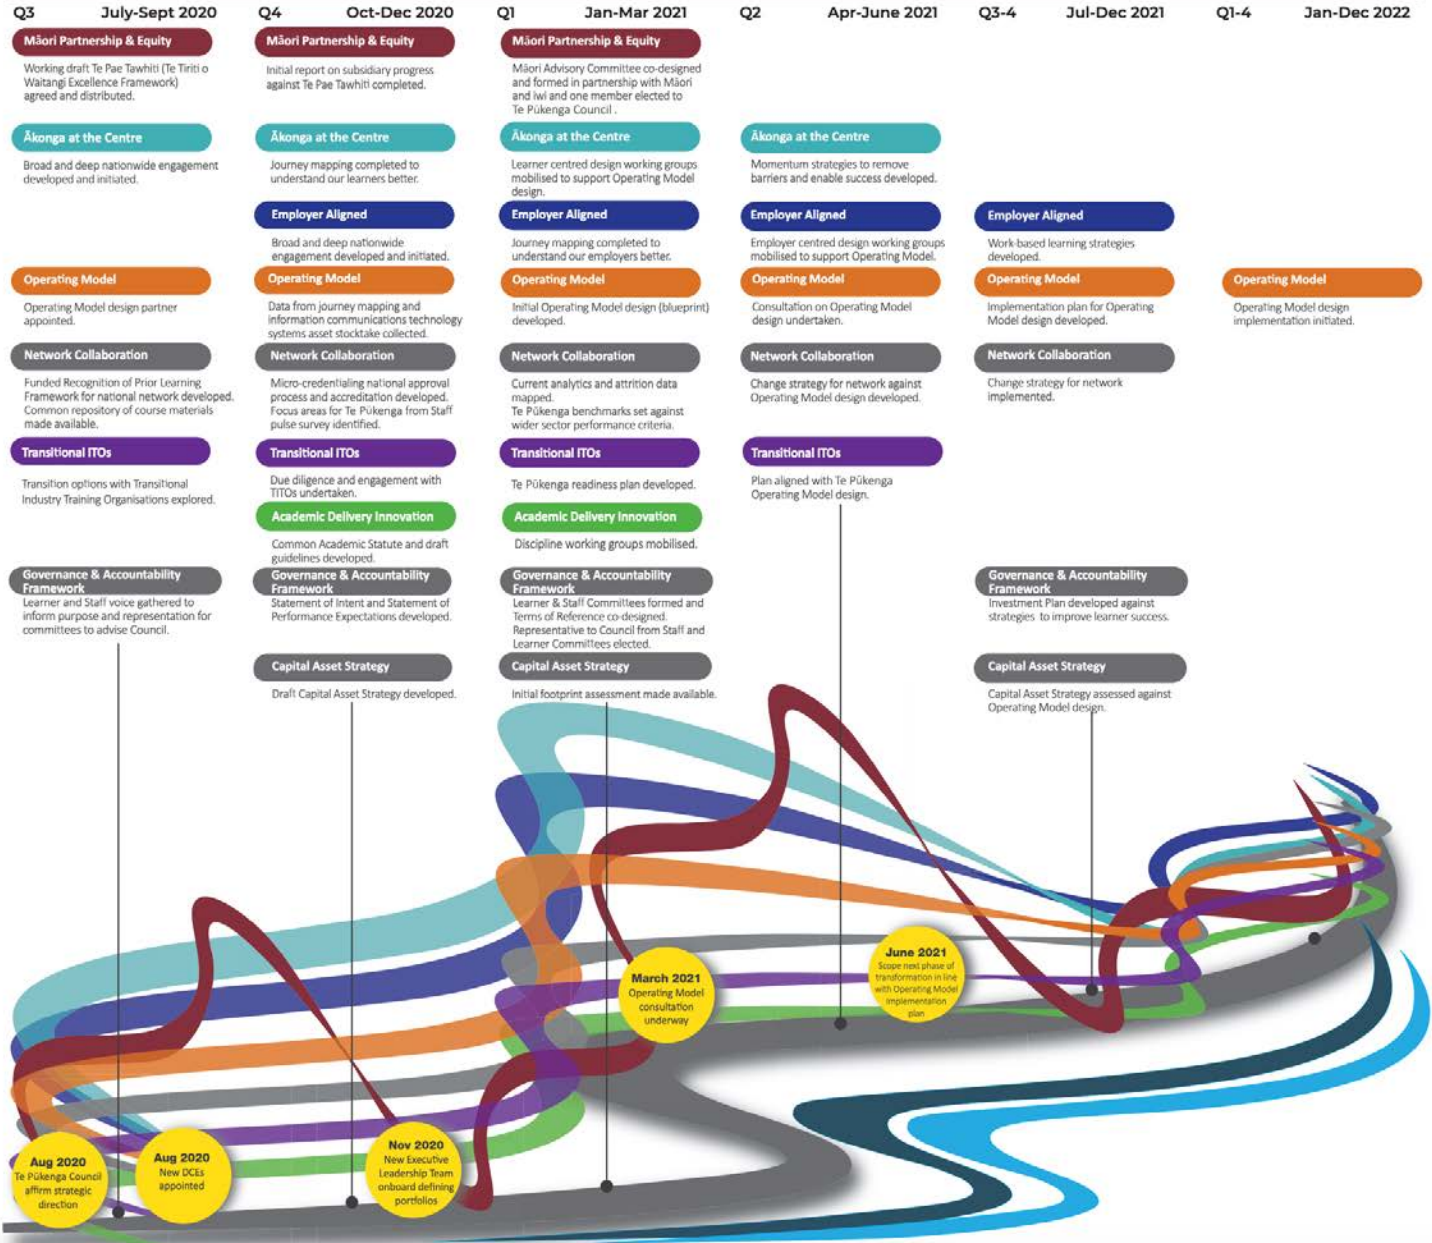 Q3 July-Sept 2020
Q4 Oct-Dec 2020
Q1 Jan-Mar 2021
Q2 Apr-June 2021
Q3-4 Jul-Dec 2021
Q1-4 Jan-Dec 2022
Māori Partnership & Equity
Working draft Te Pae Tawhiti (Te Tiriti o
Waitangi Excellence Framework)
agreed and distributed.
Māori Partnership & Equity
Initial report on subsidiary progress
against Te Pae Tawhiti completed.
Māori Partnership & Equity
Māori Advisory Committee co-designed
and formed in partnership with Māori
and iwi and one member elected to
Te Pūkenga Council .
Ākonga at the Centre
Broad and deep nationwide engagement
developed and initiated.
Ākonga at the Centre
Journey mapping completed to
understand our learners better.
Ākonga at the Centre
Learner centred design working groups
mobilised to support Operating Model
design.
Ākonga at the Centre
Momentum strategies to remove
barriers and enable success developed.
Employer Aligned
Broad and deep nationwide
engagement developed and initiated.
Employer Aligned
Journey mapping completed to
understand our employers better.
Employer Aligned
Employer centred design working groups
mobilised to support Operating Model.
Employer Aligned
Work-based learning strategies
developed.
Operating Model
Operating Model design partner
appointed.
Operating Model
Data from journey mapping and
information communications technology
systems asset stocktake collected.
Operating Model
Initial Operating Model design (blueprint)
developed.
Operating Model
Consultation on Operating Model
design undertaken.
Operating Model
Implementation plan for Operating
Model design developed.
Operating Model
Operating Model design
implementation initiated.
Network Collaboration
Funded Recognition of Prior Learning
Framework for national network developed.
Common repository of course materials
made available.
Network Collaboration
Micro-credentialing national approval
process and accreditation developed.
Focus areas for Te Pūkenga from Staff
pulse survey identified.
Network Collaboration
Current analytics and attrition data
mapped.
Te Pūkenga benchmarks set against
wider sector performance criteria.
Network Collaboration
Change strategy for network against
Operating Model design developed.
Network Collaboration
Change strategy for network
implemented.
Transitional ITOs
Transition options with Transitional
Industry Training Organisations explored.
Transitional ITOs
Due diligence and engagement with
TITOs undertaken.
Transitional ITOs
Te Pūkenga readiness plan developed.
Transitional ITOs
Plan aligned with Te Pūkenga
Operating Model design.
Academic Delivery Innovation
Common Academic Statute and draft
guidelines developed.
Academic Delivery Innovation
Discipline working groups mobilised.
Governance & Accountability
Framework
Learner and Staff voice gathered to
inform purpose and representation for
committees to advise Council.
Governance & Accountability
Framework
Statement of Intent and Statement of
Performance Expectations developed.
Governance & Accountability
Framework
Learner & Staff Committees formed and
Terms of Reference co-designed.
Representative to Council from Staff and
Learner Committees elected.
Governance & Accountability
Framework
Investment Plan developed against
strategies to improve learner success.
Capital Asset Strategy
Draft Capital Asset Strategy developed.
Capital Asset Strategy
Initial footprint assessment made available.
Capital Asset Strategy
Capital Asset Strategy assessed against
Operating Model design.
Aug 2020
Te Pūkenga Council
affirm strategic
direction
Aug 2020
New DCEs
appointed
Nov 2020
New Executive
Leadership Team
onboard defining
portfolios
March 2021
Operating Model
consultation
underway
June 2021
Scope next phase of
transformation in line
with Operating Model
Implementation
plan